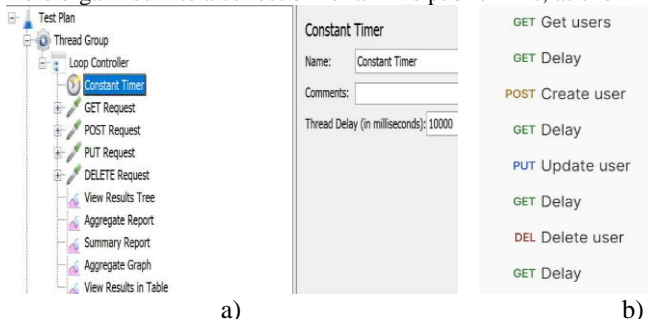 Test Plan
Thread Group
Loop Controller
Constant Timer
GET Request
POST Request
PUT Request
DELETE Request
View Results Tree
Aggregate Report
Summary Report
Aggregate Graph
View Results in Table
Constant Timer
Name: Constant Timer
Comments:
Thread Delay (in milliseconds): 10000
GET Get users
GET Delay
POST Create user
GET Delay
PUT Update user
GET Delay
DEL Delete user
GET Delay
a)
b)